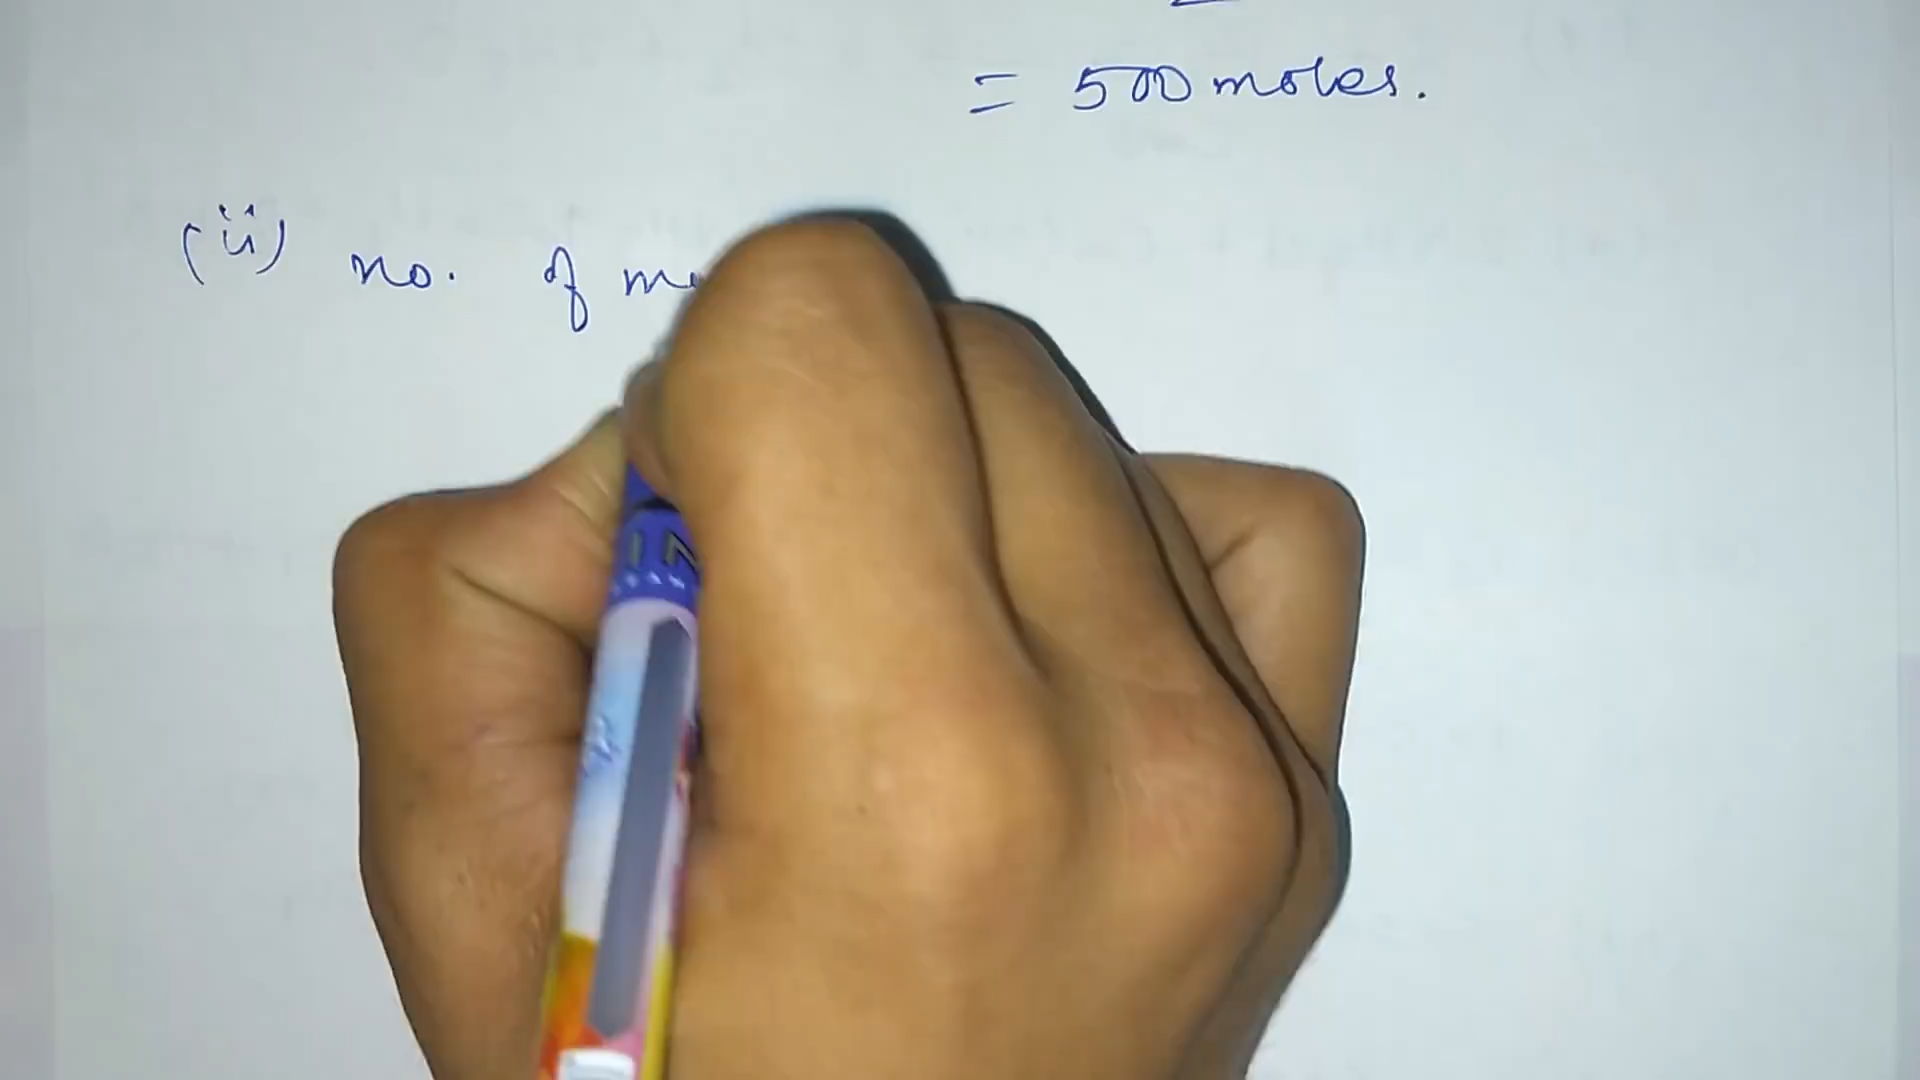 = 500 moles.
(ii) no. of